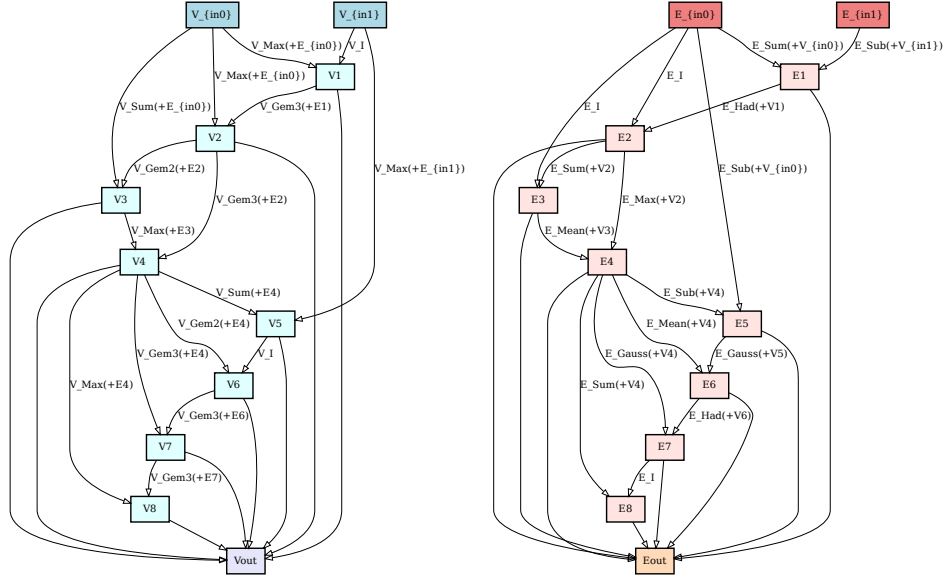 V_{in0}
V_{in1}
E_{in0}
E_{in1}
V_Max(+E_{in0})
V_I
E_Sum(+V_{in0})
E_Sub(+V_{in1})
V_Max(+E_{in0})
V1
E_I
E1
V_Sum(+E_{in0})
V_Gem3(+E1)
E_I
E_Had(+V1)
V2
E2
V_Gem2(+E2)
V_Max(+E_{in1})
E_Sum(+V2)
E_Sub(+V_{in0})
V3
V_Gem3(+E2)
E3
E_Max(+V2)
V_Max(+E3)
E_Mean(+V3)
V4
E4
V_Sum(+E4)
E_Sub(+V4)
V_Gem2(+E4)
V5
E_Mean(+V4)
E5
V_Gem3(+E4)
V_I
E_Gauss(+V4)
E_Gauss(+V5)
V_Max(+E4)
V6
E_Sum(+V4)
E6
V_Gem3(+E6)
E_Had(+V6)
V7
E7
V_Gem3(+E7)
E_I
V8
E8
Vout
Eout